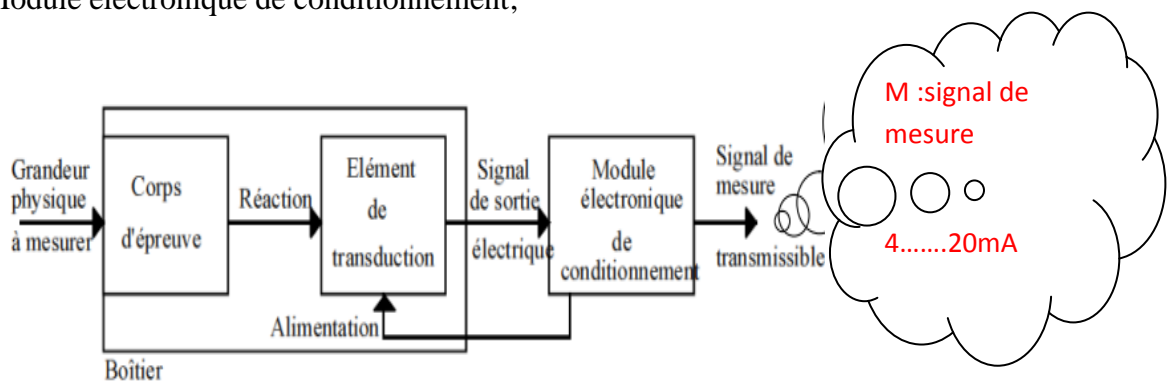 Module électronique de conditionnement;
Grandeur
physique
à mesurer
Corps
d'épreuve
Réaction
Elément
de
transduction
Signal
de sortie
électrique
Module
électronique
de
conditionnement
Signal de
mesure
transmissible
M :signal de
mesure
4.......20mA
Alimentation
Boîtier